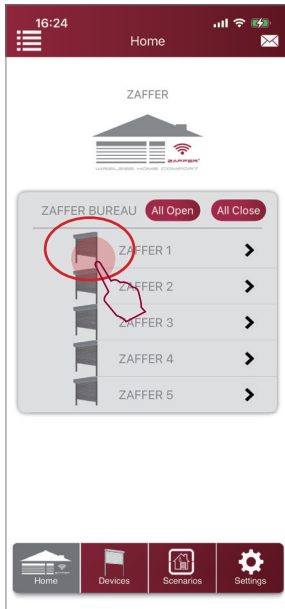 16:24
Home
ZAFFER
ZAFFER
WIRELESS HOME COMFORT
ZAFFER BUREAU All Open All Close
ZAFFER 1
ZAFFER 2
ZAFFER 3
ZAFFER 4
ZAFFER 5
Home Devices Scenarios Settings